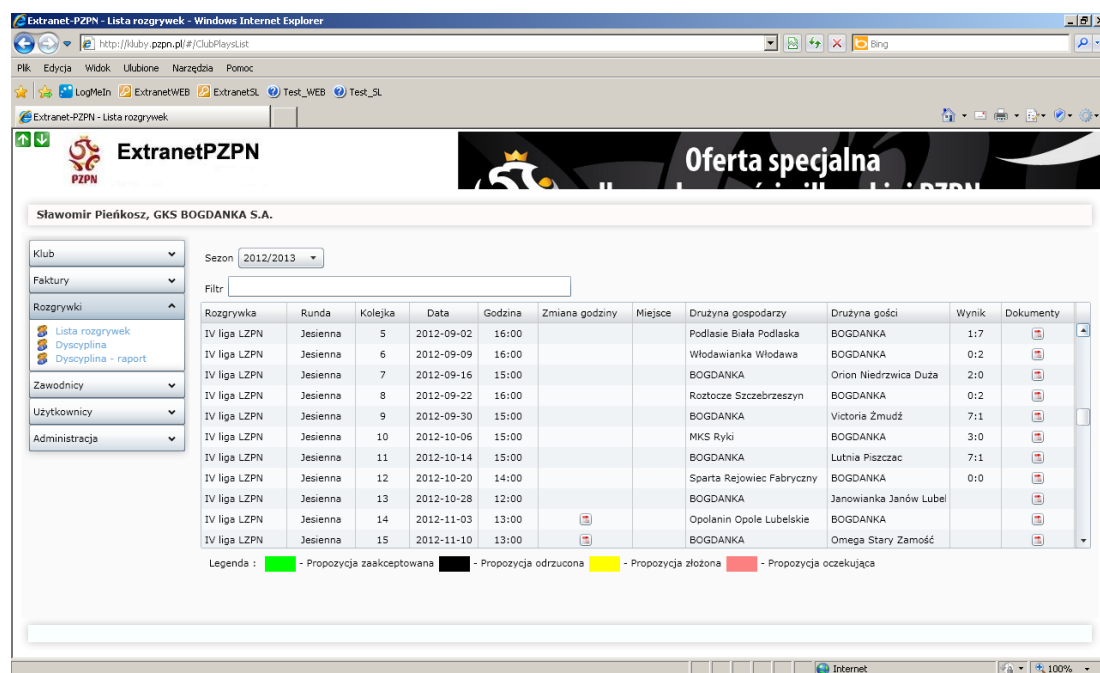 Extranet-PZPN - Lista rozgrywek - Windows Internet Explorer
http://kluby.pzpn.pl/#/ClubPlaysList
Bing
Plik Edycja Widok Ulubione Narzędzia Pomoc
LogMeIn ExtranetWEB ExtranetSL Test_WEB Test_SL
Extranet-PZPN - Lista rozgrywek
PZPN
ExtranetPZPN
Oferta specjalna
Sławomir Pieńkosz, GKS BOGDANKA S.A.
Klub
Faktury
Rozgrywki
Lista rozgrywek
Dyscyplina
Dyscyplina - raport
Zawodnicy
Użytkownicy
Administracja
Sezon 2012/2013
Filtr
Rozgrywka Runda Kolejka Data Godzina Zmiana godziny Miejsce Drużyna gospodarzy Drużyna gości Wynik Dokumenty
IV liga LZPN Jesienna 5 2012-09-02 16:00 Podlasie Biała Podlaska BOGDANKA 1:7
IV liga LZPN Jesienna 6 2012-09-09 16:00 Włodawianka Włodawa BOGDANKA 0:2
IV liga LZPN Jesienna 7 2012-09-16 15:00 BOGDANKA Orion Niedrzwica Duża 2:0
IV liga LZPN Jesienna 8 2012-09-22 16:00 Roztocze Szczebrzeszyn BOGDANKA 0:2
IV liga LZPN Jesienna 9 2012-09-30 15:00 BOGDANKA Victoria Żmudź 7:1
IV liga LZPN Jesienna 10 2012-10-06 15:00 MKS Ryki BOGDANKA 3:0
IV liga LZPN Jesienna 11 2012-10-14 15:00 BOGDANKA Lutnia Piszczac 7:1
IV liga LZPN Jesienna 12 2012-10-20 14:00 Sparta Rejowiec Fabryczny BOGDANKA 0:0
IV liga LZPN Jesienna 13 2012-10-28 12:00 BOGDANKA Janowianka Janów Lubel
IV liga LZPN Jesienna 14 2012-11-03 13:00 Opolanin Opole Lubelskie BOGDANKA
IV liga LZPN Jesienna 15 2012-11-10 13:00 BOGDANKA Omega Stary Zamość
Legenda : - Propozycja zaakceptowana - Propozycja odrzucona - Propozycja złożona - Propozycja oczekująca
Internet 100%